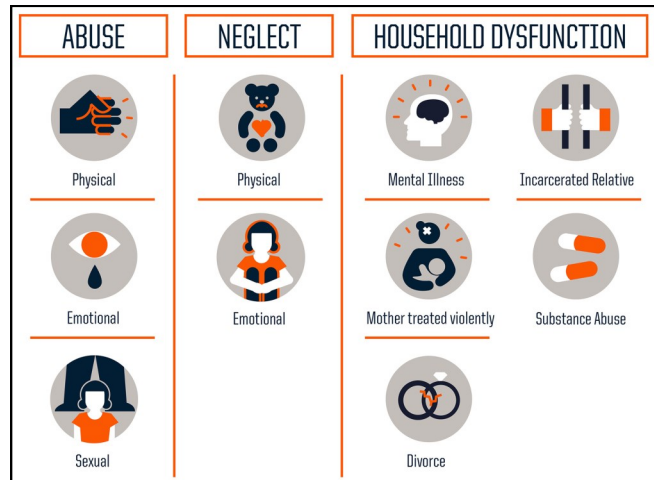 ABUSE
Physical
Emotional
Sexual
NEGLECT
Physical
Emotional
HOUSEHOLD DYSFUNCTION
Mental Illness
Incarcerated Relative
Mother treated violently
Substance Abuse
Divorce